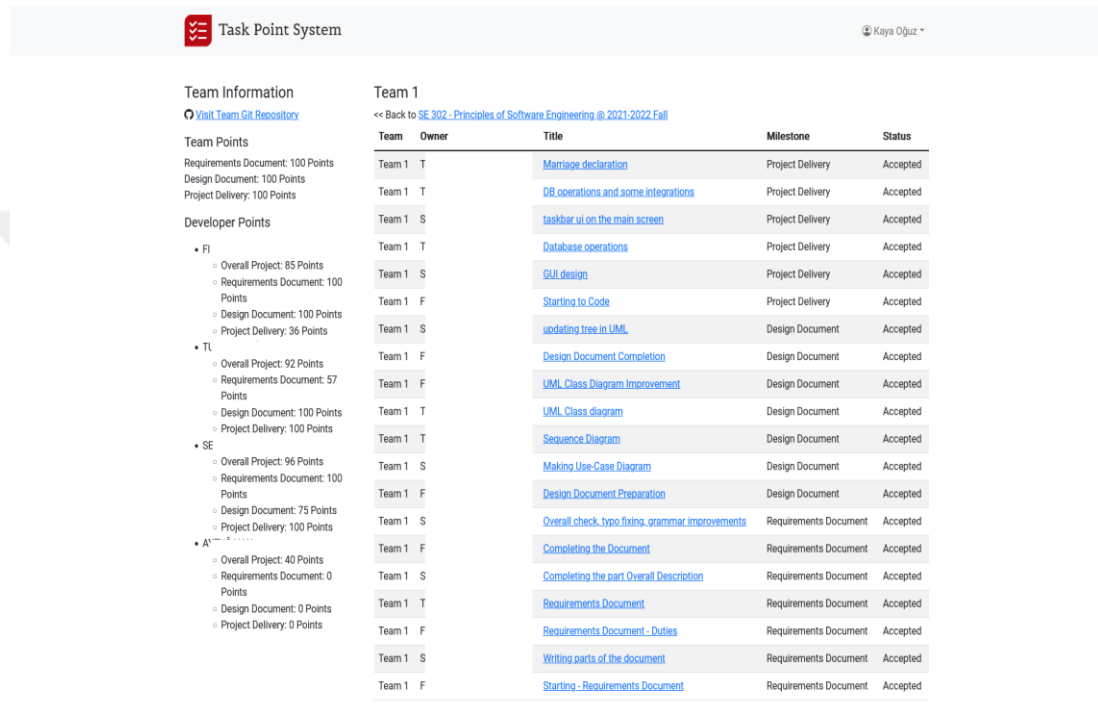 Task Point System
Kaya Oğuz
Team Information
Visit Team Git Repository
Team Points
Requirements Document: 100 Points
Design Document: 100 Points
Project Delivery: 100 Points
Developer Points
FI
Overall Project: 85 Points
Requirements Document: 100
Points
Design Document: 100 Points
Project Delivery: 36 Points
Overall Project: 92 Points
Requirements Document: 57
Points
Design Document: 100 Points
Project Delivery: 100 Points
SE
Overall Project: 96 Points
Requirements Document: 100
Points
Design Document: 75 Points
Project Delivery: 100 Points
Overall Project: 40 Points
Requirements Document: 0
Points
Design Document: 0 Points
Project Delivery: 0 Points
Team 1
<< Back to SE 302 - Principles of Software Engineering @ 2021-2022 Fall
Team Owner Title Milestone Status
Team 1 T Marriage declaration Project Delivery Accepted
Team 1 T DB operations and some integrations Project Delivery Accepted
Team 1 S taskbar ui on the main screen Project Delivery Accepted
Team 1 T Database operations Project Delivery Accepted
Team 1 S GUI design Project Delivery Accepted
Team 1 F Starting to Code Project Delivery Accepted
Team 1 S updating tree in UML Design Document Accepted
Team 1 F Design Document Completion Design Document Accepted
Team 1 F UML Class Diagram Improvement Design Document Accepted
Team 1 T UML Class diagram Design Document Accepted
Team 1 T Sequence Diagram Design Document Accepted
Team 1 S Making Use-Case Diagram Design Document Accepted
Team 1 F Design Document Preparation Design Document Accepted
Team 1 S Overall check, typo fixing, grammar improvements Requirements Document Accepted
Team 1 F Completing the Document Requirements Document Accepted
Team 1 S Completing the part Overall Description Requirements Document Accepted
Team 1 T Requirements Document Requirements Document Accepted
Team 1 F Requirements Document - Duties Requirements Document Accepted
Team 1 S Writing parts of the document Requirements Document Accepted
Team 1 F Starting - Requirements Document Requirements Document Accepted